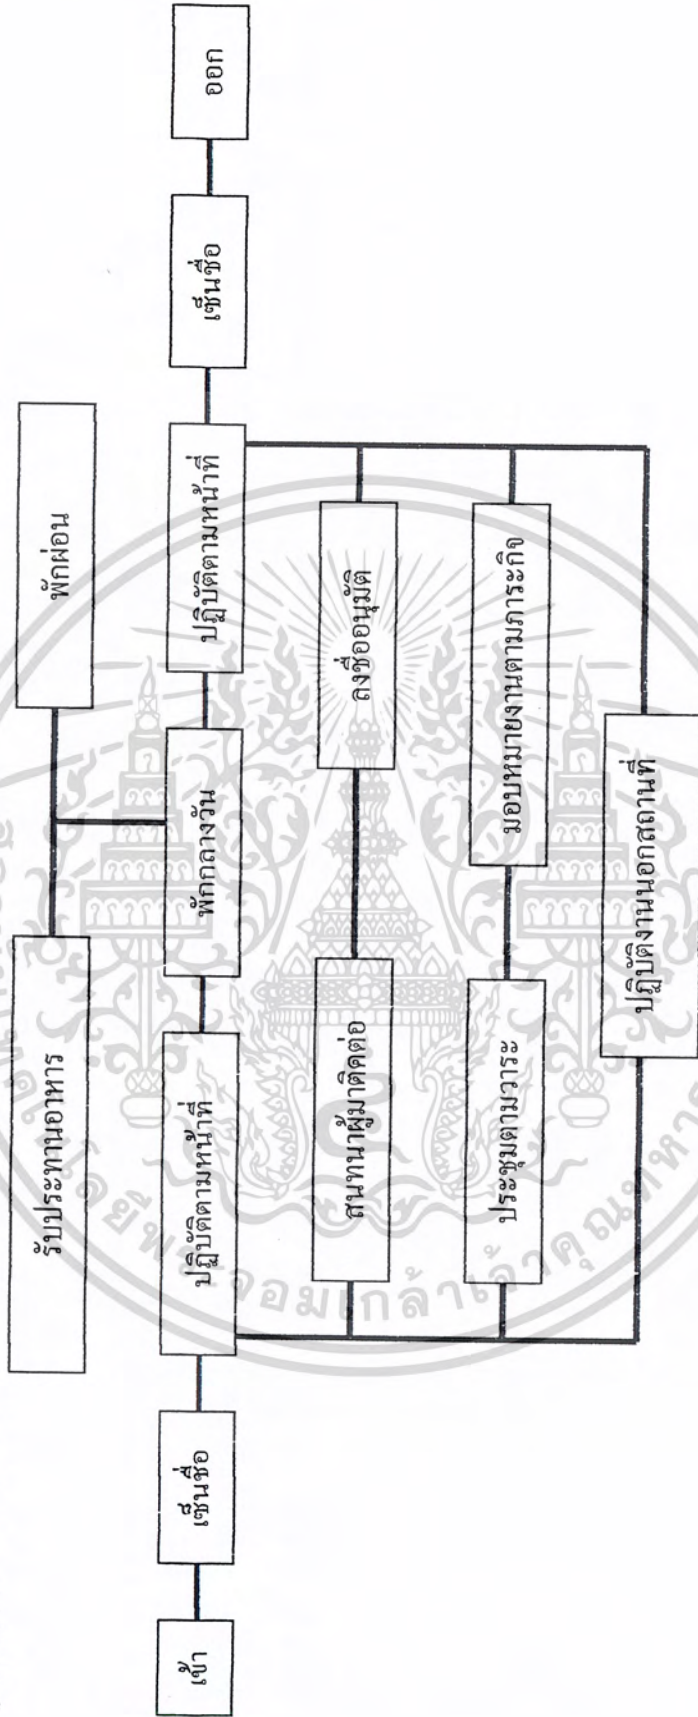 รับประทานอาหาร
พักผ่อน
เข้า
เซ็นชื่อ
ปฏิบัติตามหน้าที่
พักกลางวัน
ปฏิบัติตามหน้าที่
เซ็นชื่อ
ออก
สนทนาผู้มาติดต่อ
ลงชื่ออนุมัติ
ประชุมตามวาระ
มอบหมายงานตามภาระกิจ
ปฏิบัติงานนอกสถานที่